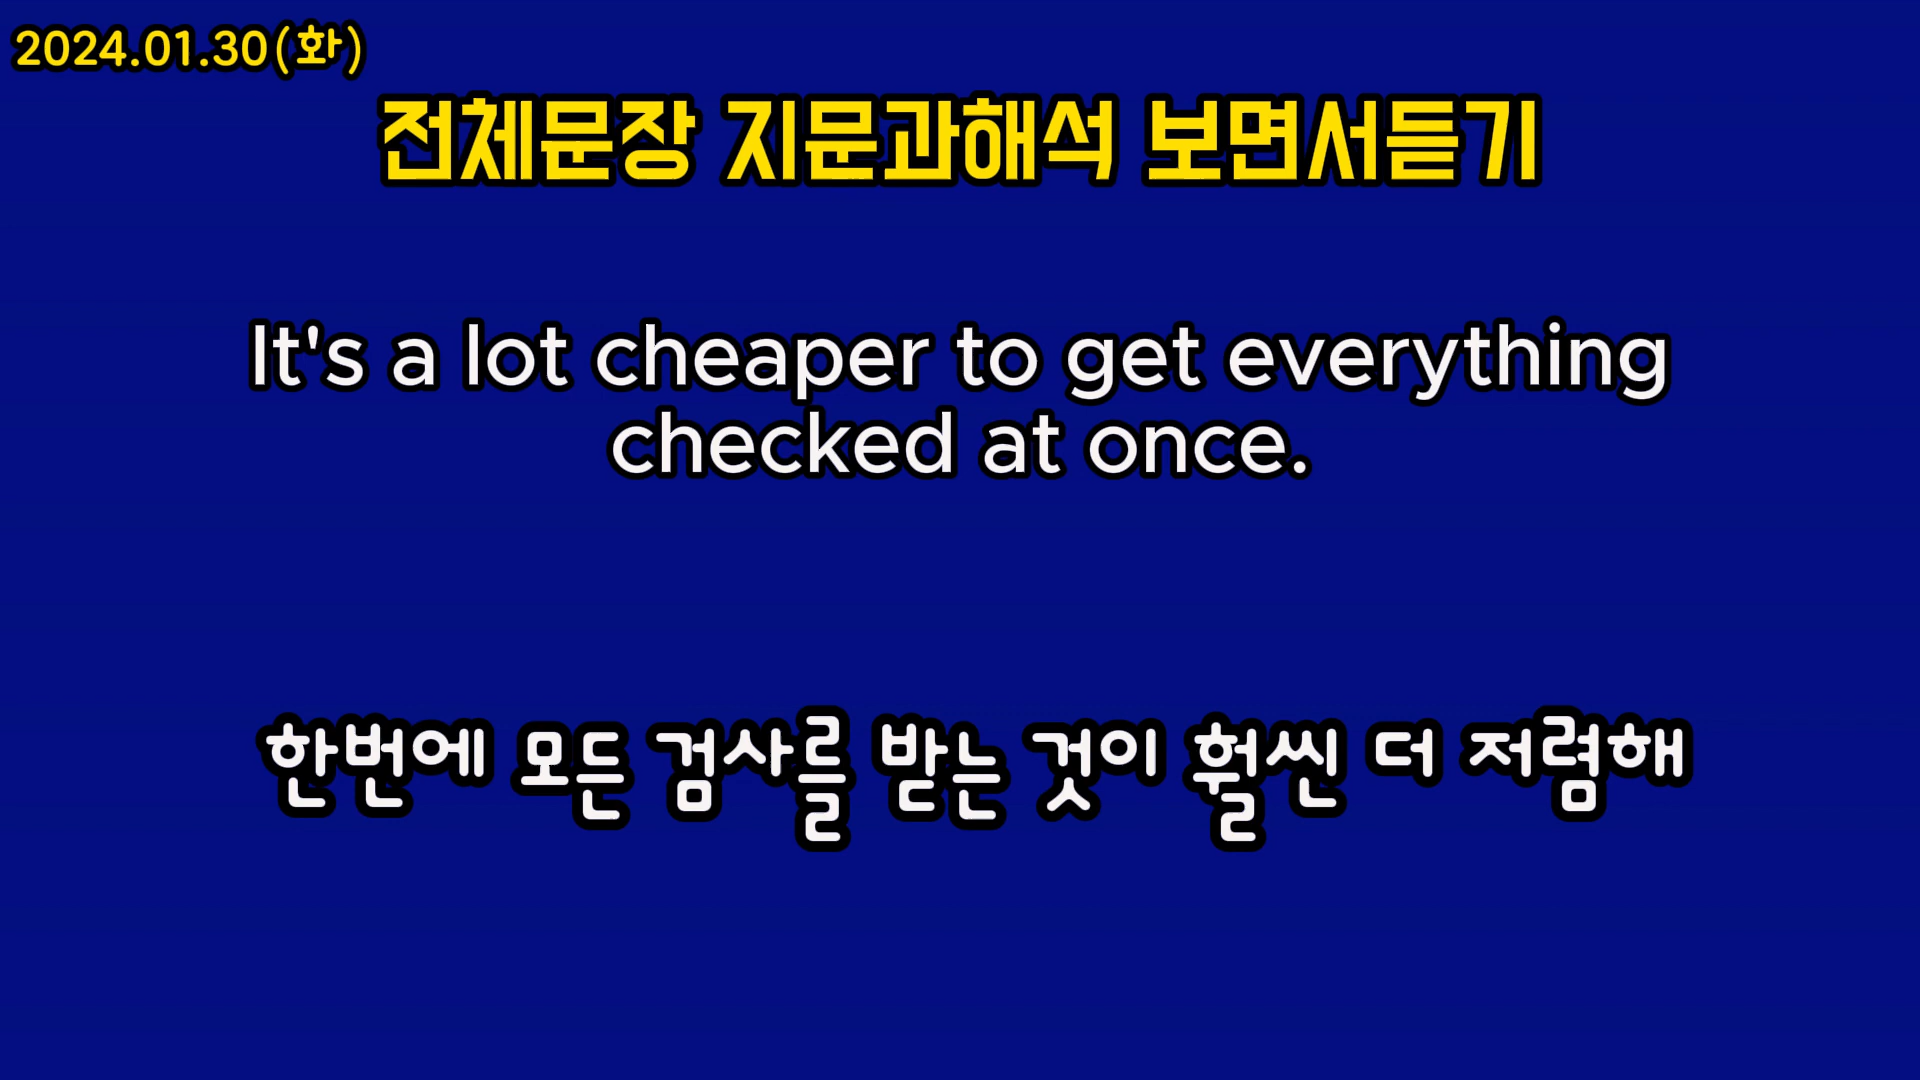 2024.01.30(화)
전체문장 지문과해석 보면서듣기
It's a lot cheaper to get everything
checked at once.
한번에 모든 검사를 받는 것이 훨씬 더 저렴해